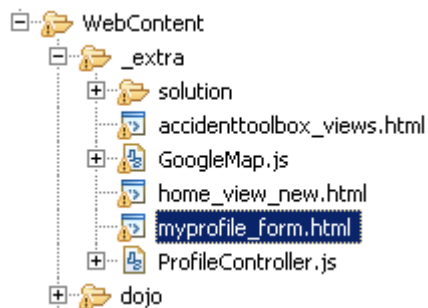 WebContent
_extra
solution
accidenttoolbox_views.html
GoogleMap.js
home_view_new.html
myprofile_form.html
ProfileController.js
dojo